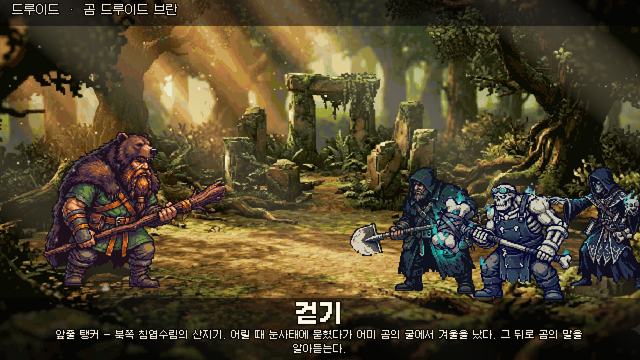 드루이드 · 곰 드루이드 브란
걷기
앞줄 탱커 - 북쪽 침엽수림의 산지기. 어릴 때 눈사태에 묻혔다가 어미 곰의 굴에서 겨울을 났다. 그 뒤로 곰의 말을
알아듣는다.